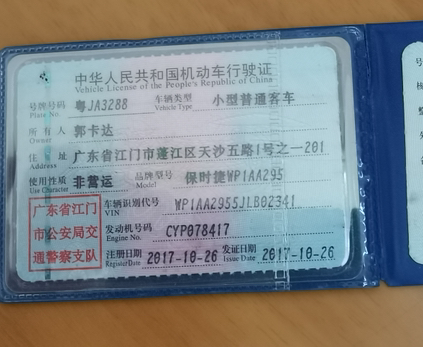 中华人民共和国机动车行驶证
Vehicle License of the People's Republic of China
号牌号码 粤JA3288 车辆类型 小型普通客车
Plate No. Vehicle Type
所有人 郭卡达
Owner
住址 广东省江门市蓬江区天沙五路1号之一201
Address
使用性质 非营运 品牌型号 保时捷WP1AA295
Use Character Model
广东省江门 车辆识别代号 WP1AA2955JLB02341
VIN
市公安局交 发动机号码 CYP078417
Engine No.
通警察支队 注册日期 2017-10-26 发证日期 2017-10-26
Register Date Issue Date